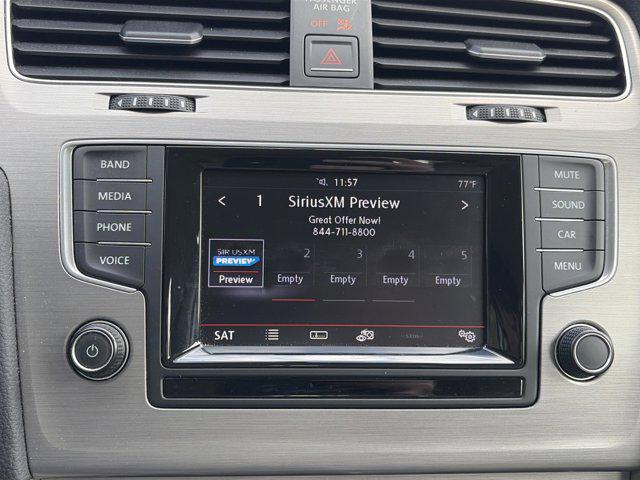 PASSENGER
AIR BAG
OFF
BAND
MEDIA
PHONE
VOICE
MUTE
SOUND
CAR
MENU
11:57
77°F
< 1 SiriusXM Preview >
Great Offer Now!
844-711-8800
SIRIUSXM
PREVIEW
Preview
2
Empty
3
Empty
4
Empty
5
Empty
SAT